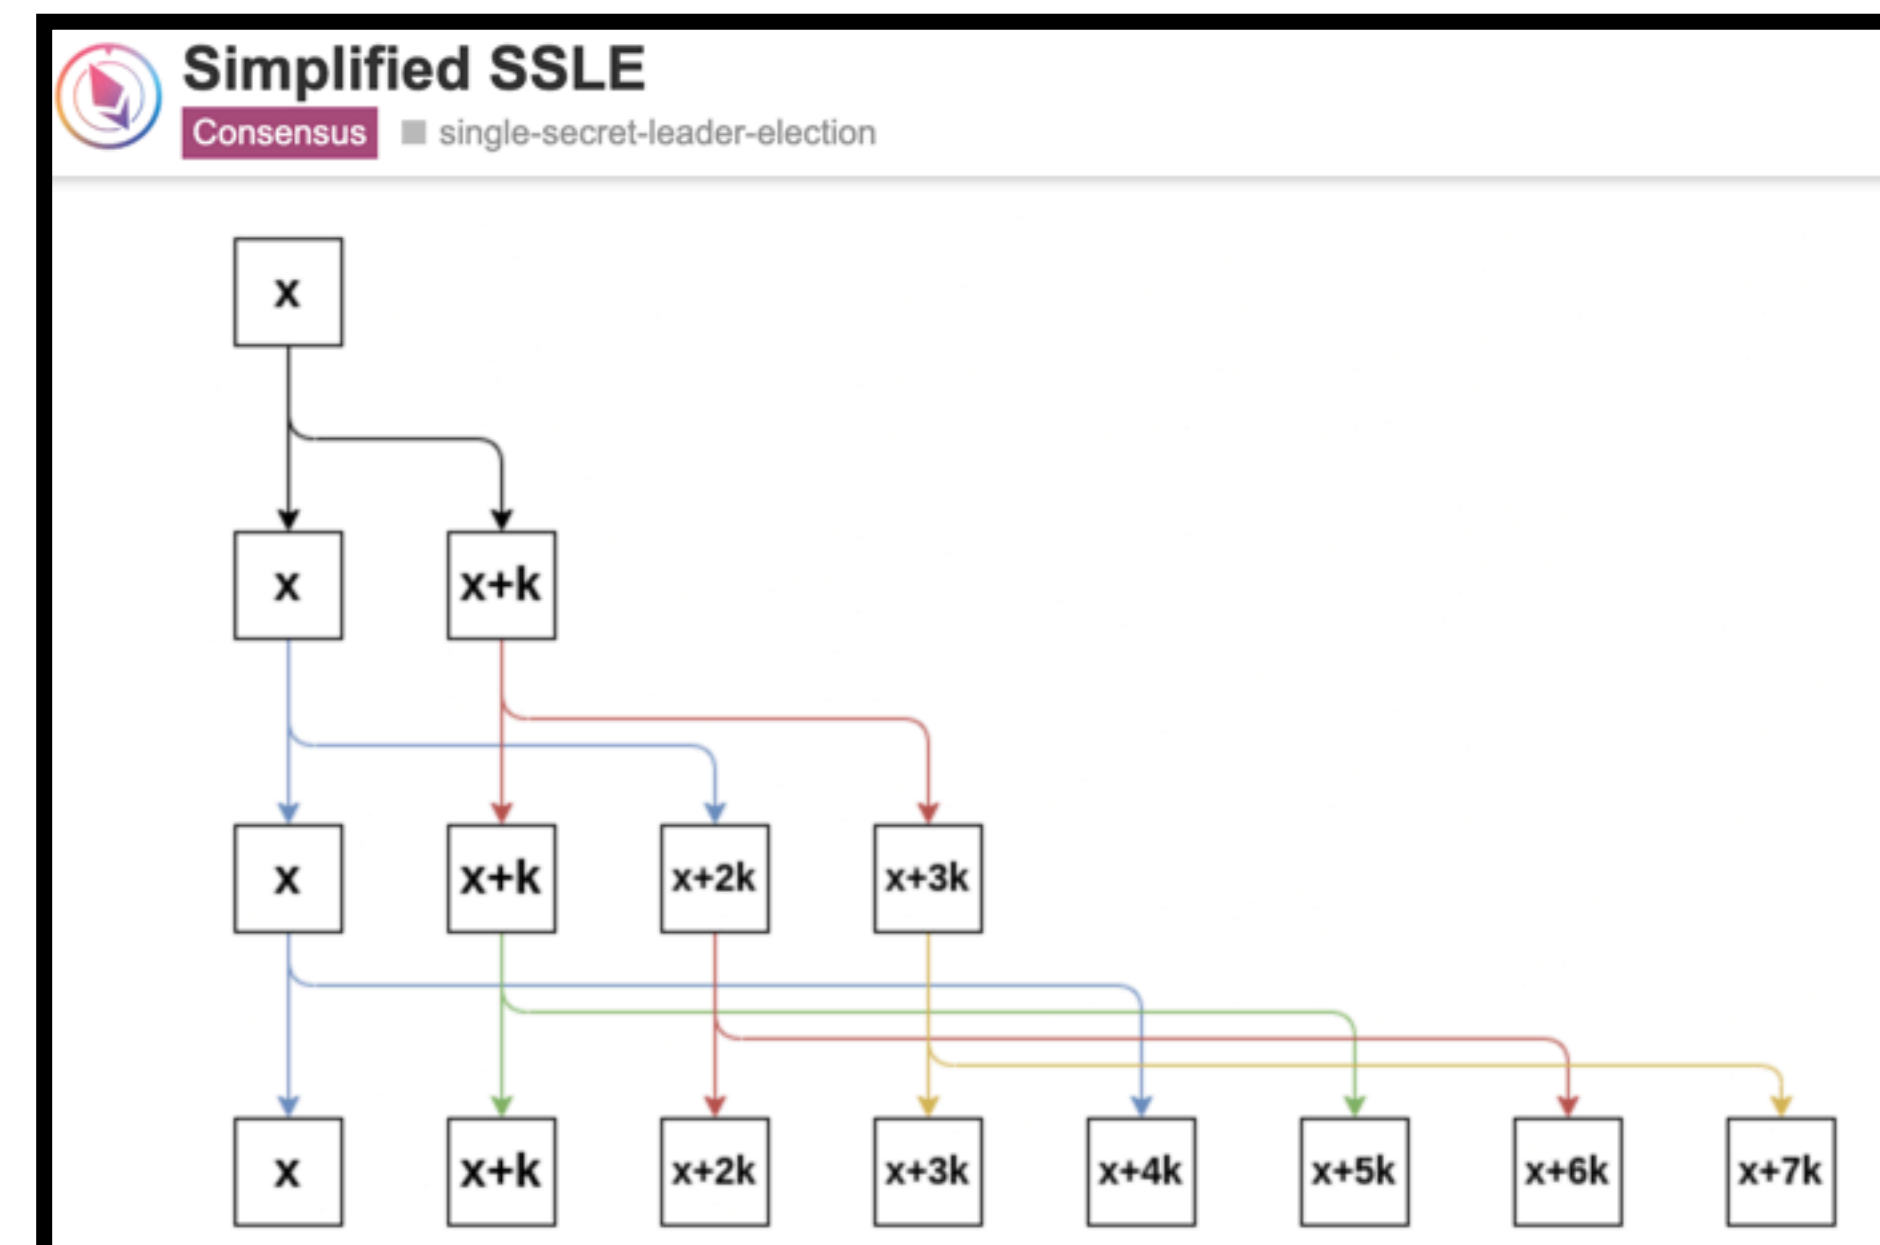 Simplified SSLE
Consensus single-secret-leader-election
x
x x+k
x x+k x+2k x+3k
x x+k x+2k x+3k x+4k x+5k x+6k x+7k